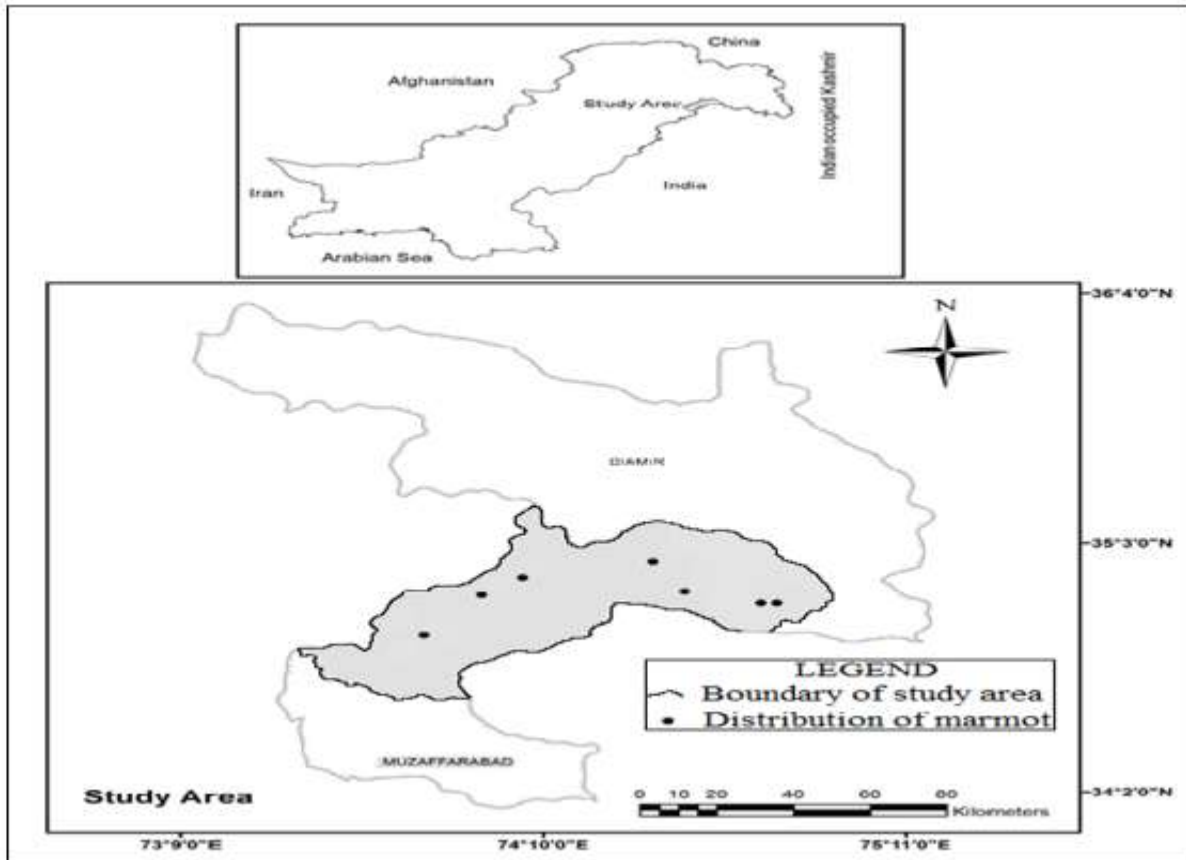 China
Afghanistan
Study Area
Indian occupied Kashmir
India
Iran
Arabian Sea
36°4'0"N
N
DIAMIR
35°3'0"N
LEGEND
Boundary of study area
Distribution of marmot
MUZAFFARABAD
Study Area
0 10 20 40 60 80
Kilometers
34°2'0"N
73°9'0"E 74°10'0"E 75°11'0"E